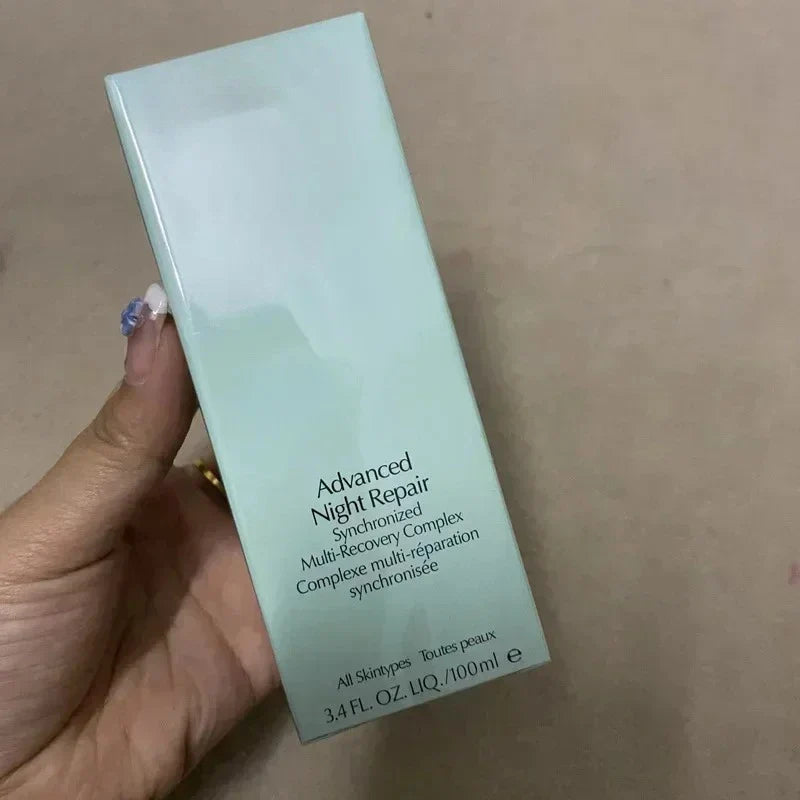 Advanced
Night Repair
Synchronized
Multi-Recovery Complex
Complexe multi-réparation
synchronisée
All Skintypes Toutes peaux
3.4 FL. OZ. LIQ./100ml ℮